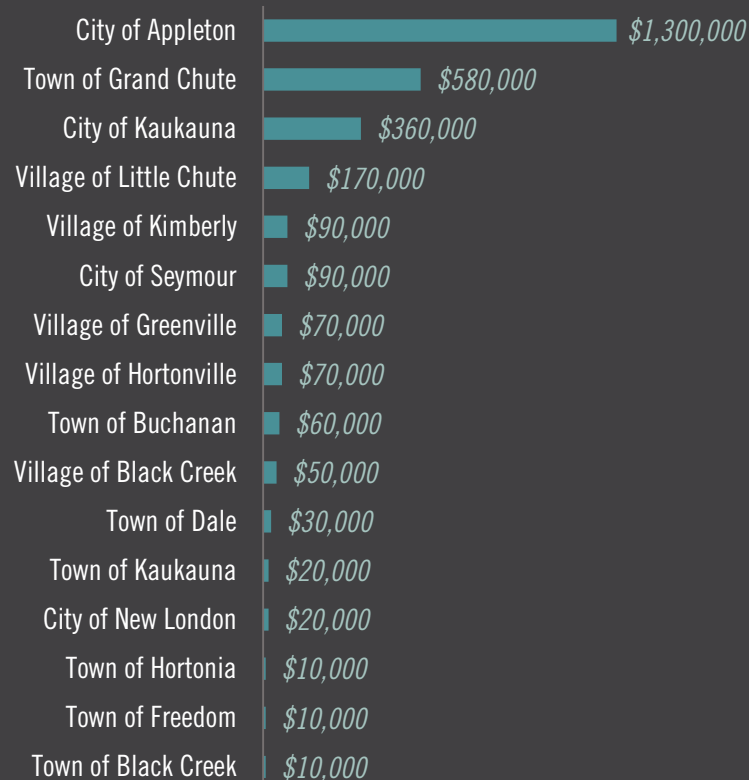 City of Appleton $1,300,000
Town of Grand Chute $580,000
City of Kaukauna $360,000
Village of Little Chute $170,000
Village of Kimberly $90,000
City of Seymour $90,000
Village of Greenville $70,000
Village of Hortonville $70,000
Town of Buchanan $60,000
Village of Black Creek $50,000
Town of Dale $30,000
Town of Kaukauna $20,000
City of New London $20,000
Town of Hortonia $10,000
Town of Freedom $10,000
Town of Black Creek $10,000